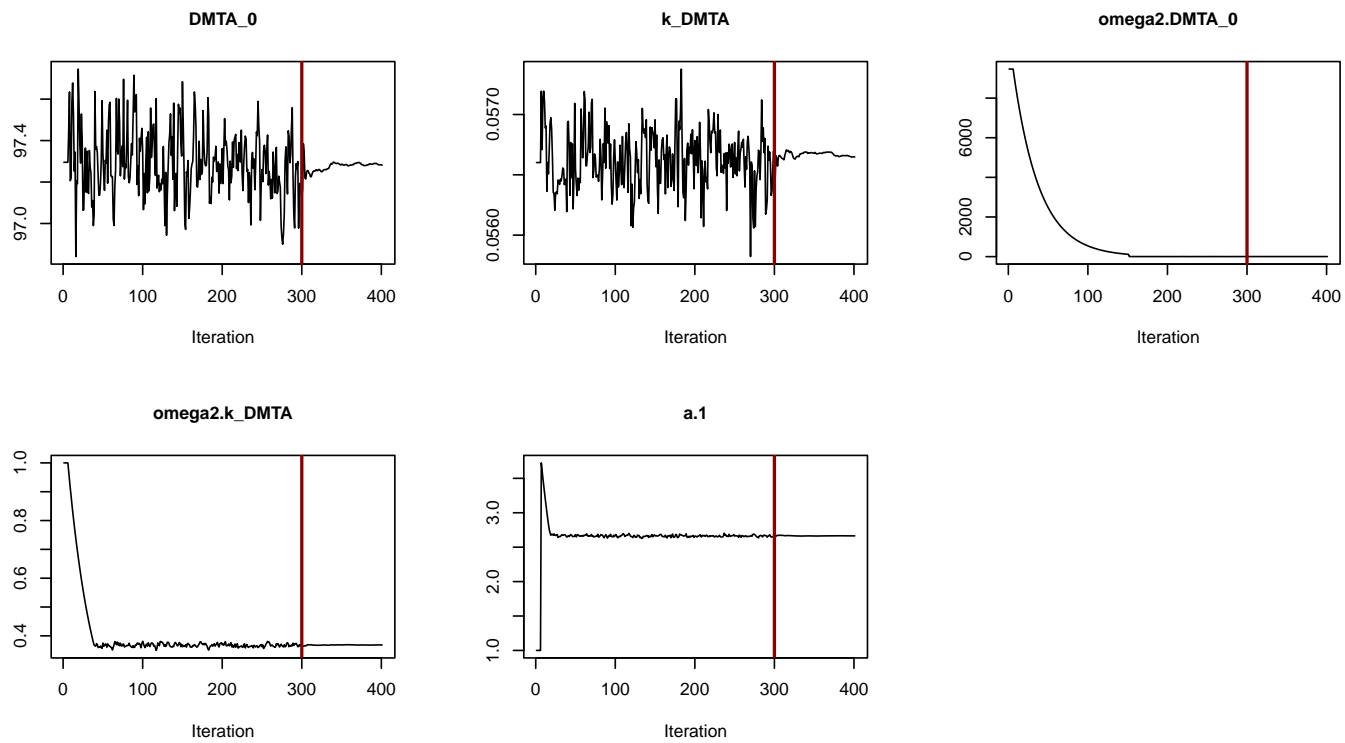 DMTA_0
k_DMTA
omega2.DMTA_0
97.0 97.4
0 100 200 300 400
Iteration
0.0560 0.0570
0 100 200 300 400
Iteration
0 2000 6000
0 100 200 300 400
Iteration
omega2.k_DMTA
a.1
0.4 0.6 0.8 1.0
0 100 200 300 400
Iteration
1.0 2.0 3.0
0 100 200 300 400
Iteration